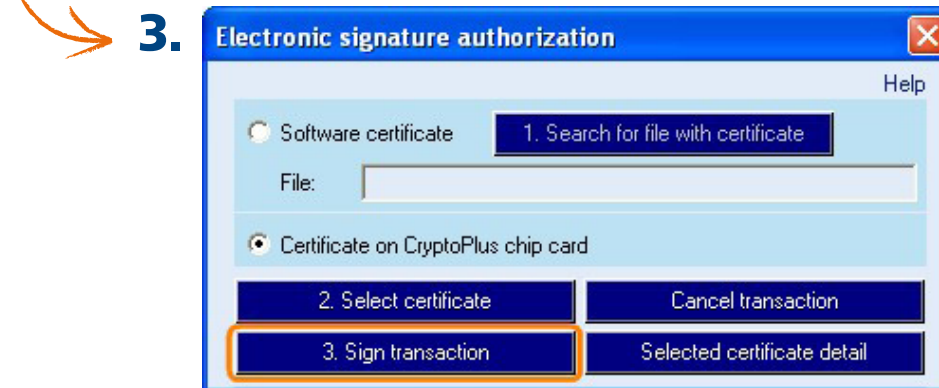 3.
Electronic signature authorization
Help
Software certificate
1. Search for file with certificate
File:
Certificate on CryptoPlus chip card
2. Select certificate
Cancel transaction
3. Sign transaction
Selected certificate detail